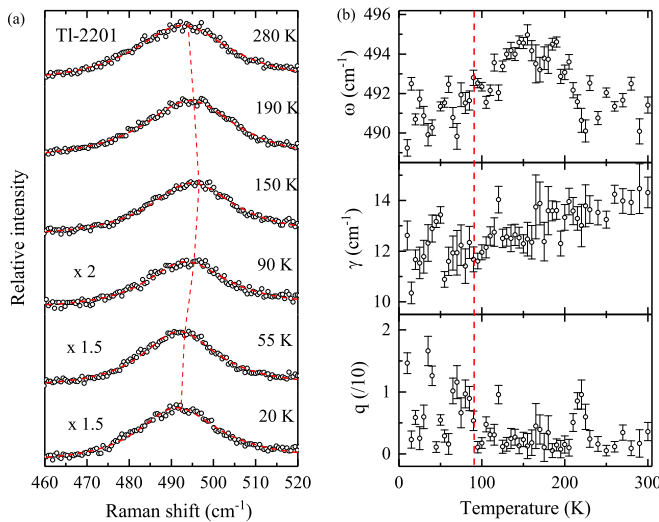 (a)
Tl-2201
280 K
190 K
150 K
x 2
90 K
x 1.5
55 K
x 1.5
20 K
Relative intensity
460 470 480 490 500 510 520
Raman shift (cm-1)
(b)
496
494
492
490
ω (cm-1)
14
12
10
γ (cm-1)
2
1
0
q (/10)
0 100 200 300
Temperature (K)